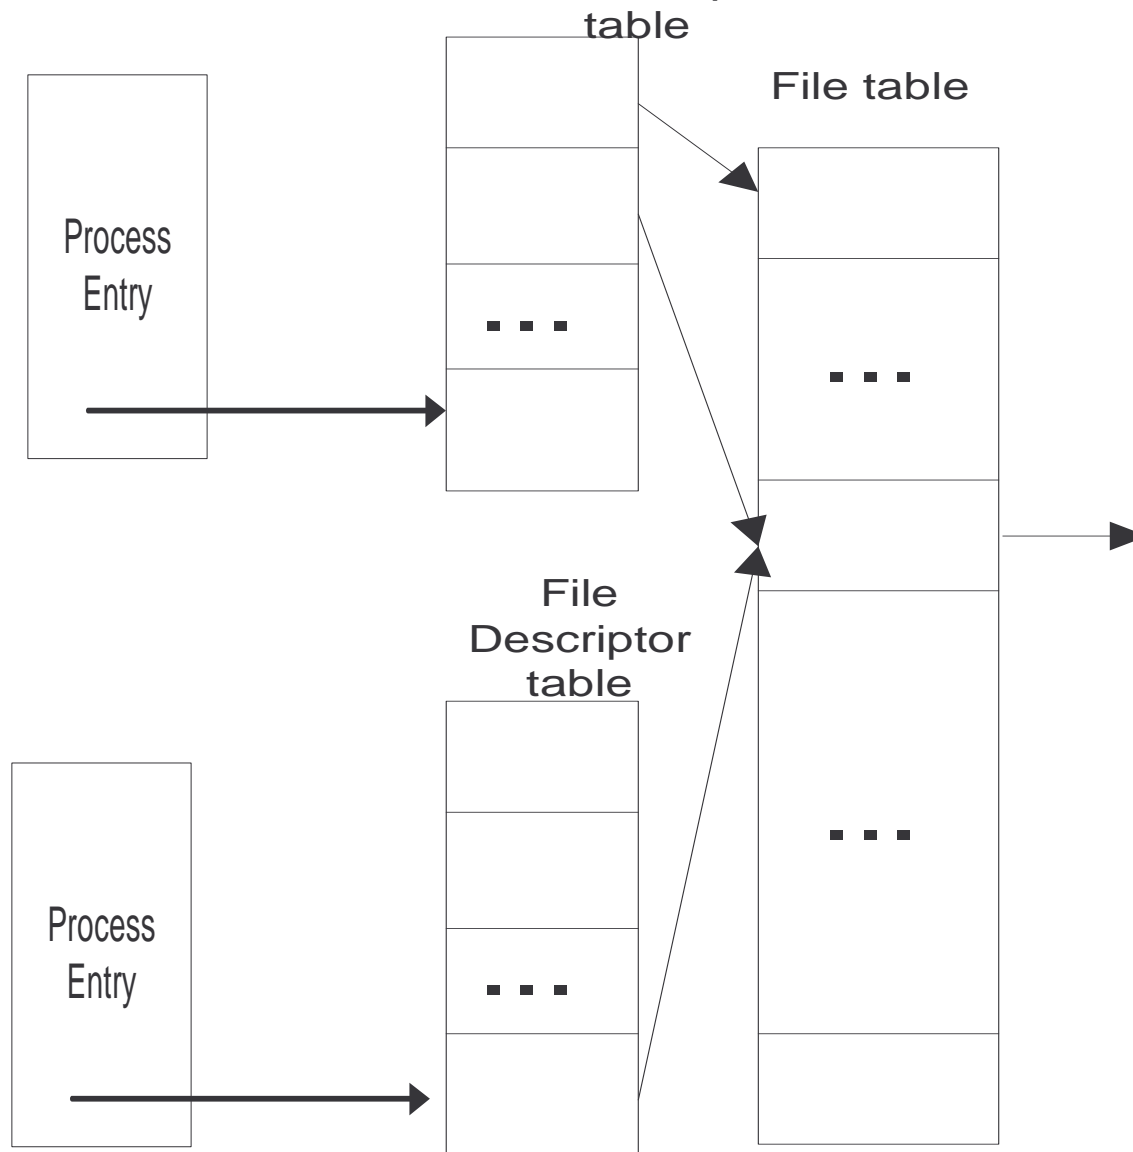 table
File table
Process
Entry
...
...
File
Descriptor
table
...
Process
Entry
...